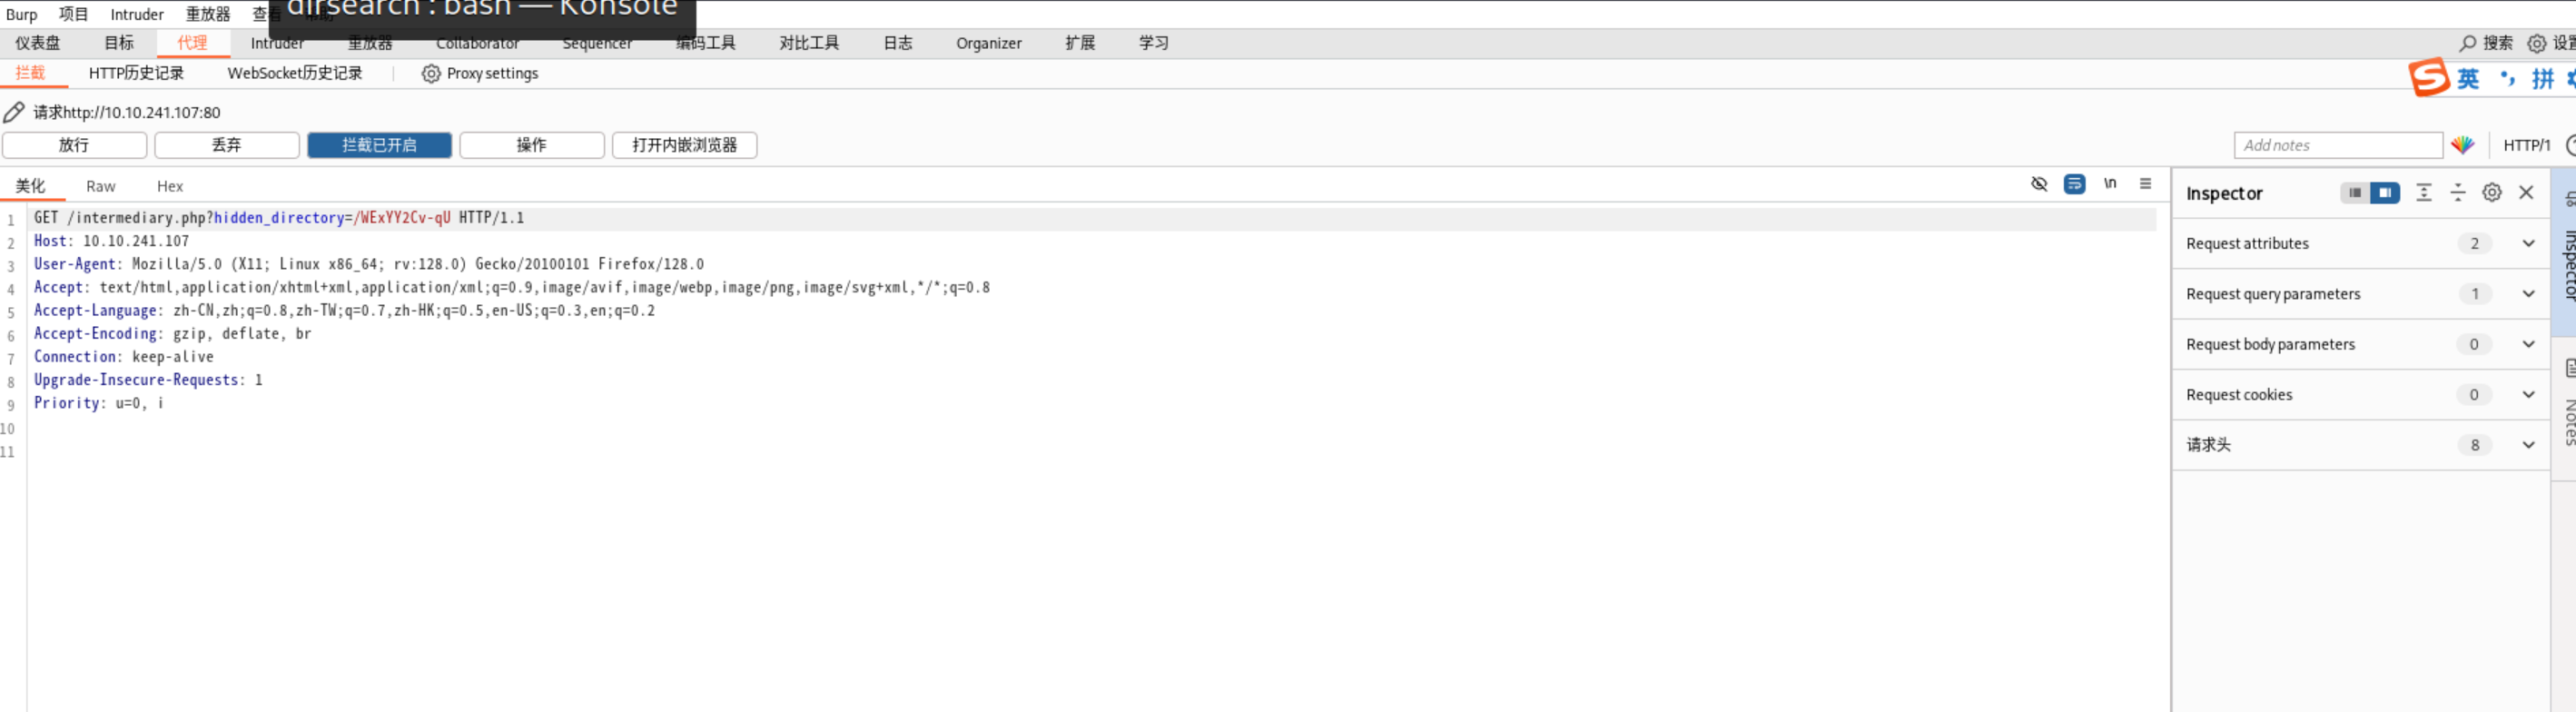 dirsearch : bash — Konsole
Burp 项目 Intruder 重放器 查看 帮助
仪表盘 目标 代理 Intruder 重放器 Collaborator Sequencer 编码工具 对比工具 日志 Organizer 扩展 学习 搜索 设置
拦截 HTTP历史记录 WebSocket历史记录 Proxy settings
英 拼
请求http://10.10.241.107:80
放行 丢弃 拦截已开启 操作 打开内嵌浏览器 Add notes HTTP/1
美化 Raw Hex \n
1 GET /intermediary.php?hidden_directory=/WExYY2Cv-qU HTTP/1.1
2 Host: 10.10.241.107
3 User-Agent: Mozilla/5.0 (X11; Linux x86_64; rv:128.0) Gecko/20100101 Firefox/128.0
4 Accept: text/html,application/xhtml+xml,application/xml;q=0.9,image/avif,image/webp,image/png,image/svg+xml,*/*;q=0.8
5 Accept-Language: zh-CN,zh;q=0.8,zh-TW;q=0.7,zh-HK;q=0.5,en-US;q=0.3,en;q=0.2
6 Accept-Encoding: gzip, deflate, br
7 Connection: keep-alive
8 Upgrade-Insecure-Requests: 1
9 Priority: u=0, i
10
11
Inspector
Request attributes 2
Request query parameters 1
Request body parameters 0
Request cookies 0
请求头 8
Inspector
Notes